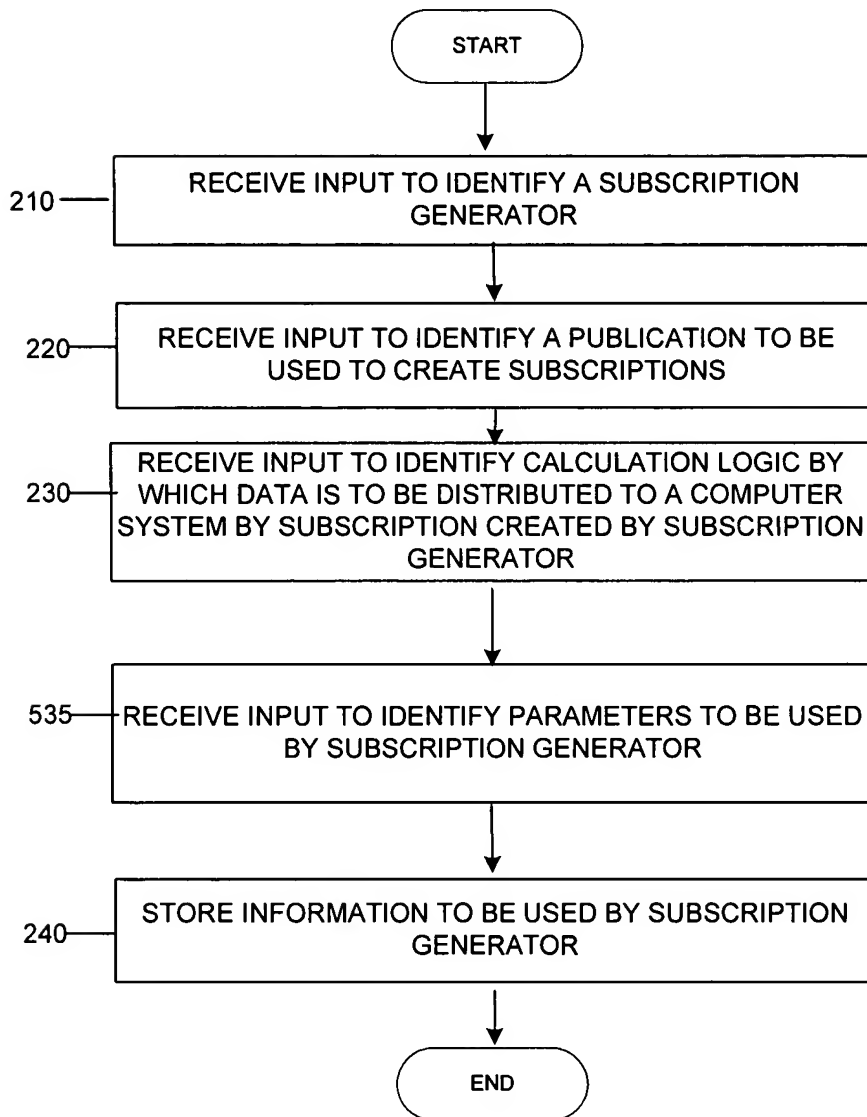 START
210
RECEIVE INPUT TO IDENTIFY A SUBSCRIPTION
GENERATOR
220
RECEIVE INPUT TO IDENTIFY A PUBLICATION TO BE
USED TO CREATE SUBSCRIPTIONS
230
RECEIVE INPUT TO IDENTIFY CALCULATION LOGIC BY
WHICH DATA IS TO BE DISTRIBUTED TO A COMPUTER
SYSTEM BY SUBSCRIPTION CREATED BY SUBSCRIPTION
GENERATOR
535
RECEIVE INPUT TO IDENTIFY PARAMETERS TO BE USED
BY SUBSCRIPTION GENERATOR
240
STORE INFORMATION TO BE USED BY SUBSCRIPTION
GENERATOR
END